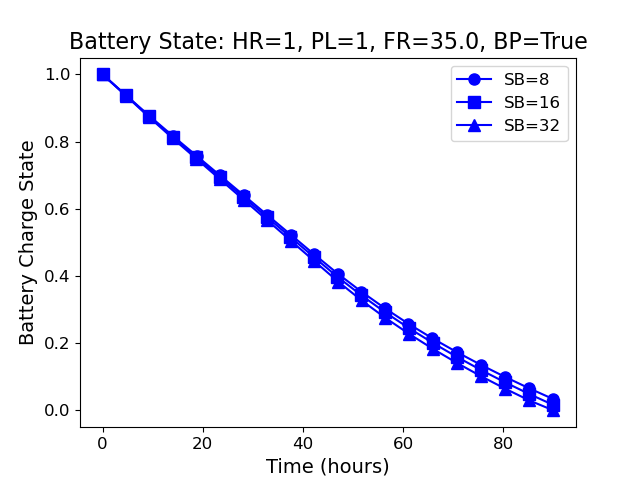 Battery State: HR=1, PL=1, FR=35.0, BP=True
SB=8
SB=16
SB=32
Battery Charge State
1.0
0.8
0.6
0.4
0.2
0.0
0 20 40 60 80
Time (hours)